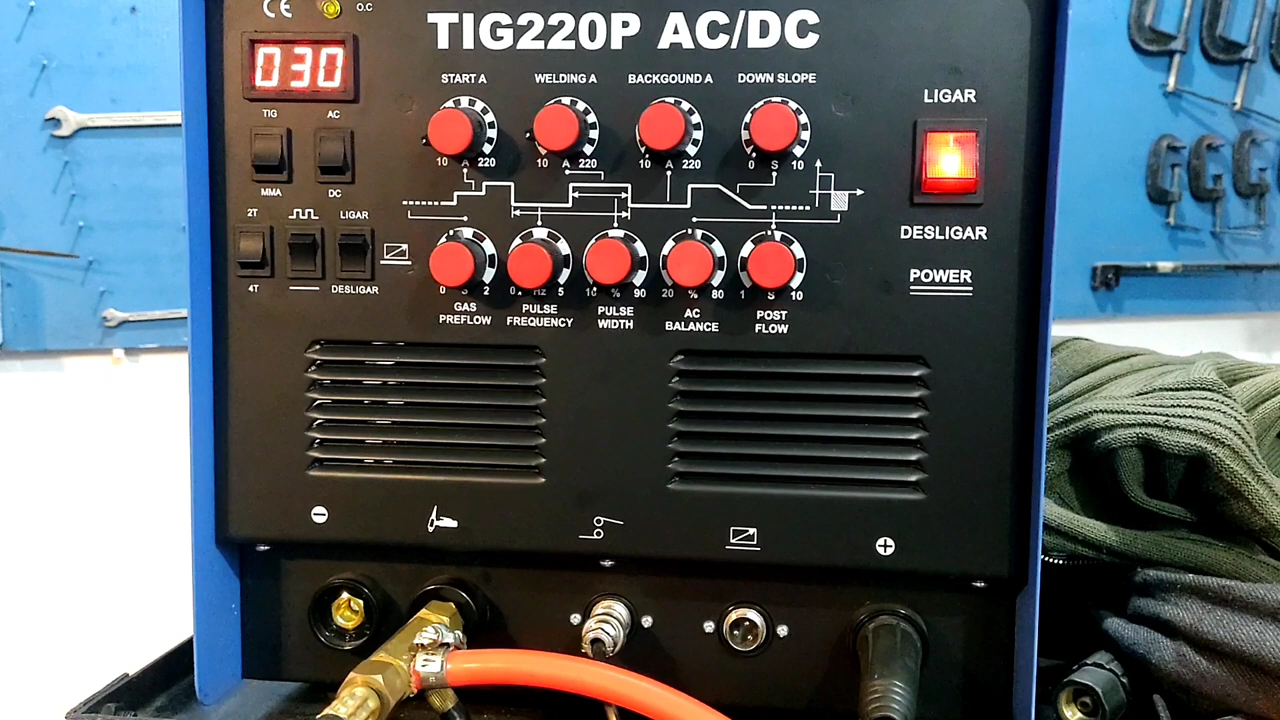 CE
O.C
TIG220P AC/DC
030
START A
WELDING A
BACKGOUND A
DOWN SLOPE
LIGAR
TIG
AC
10 A 220
10 A 220
10 A 220
0 S 10
MMA
DC
2T
LIGAR
DESLIGAR
4T
DESLIGAR
POWER
0 S 2
Hz 5
% 90
20 % 80
1 S 10
GAS
PREFLOW
PULSE
FREQUENCY
PULSE
WIDTH
AC
BALANCE
POST
FLOW